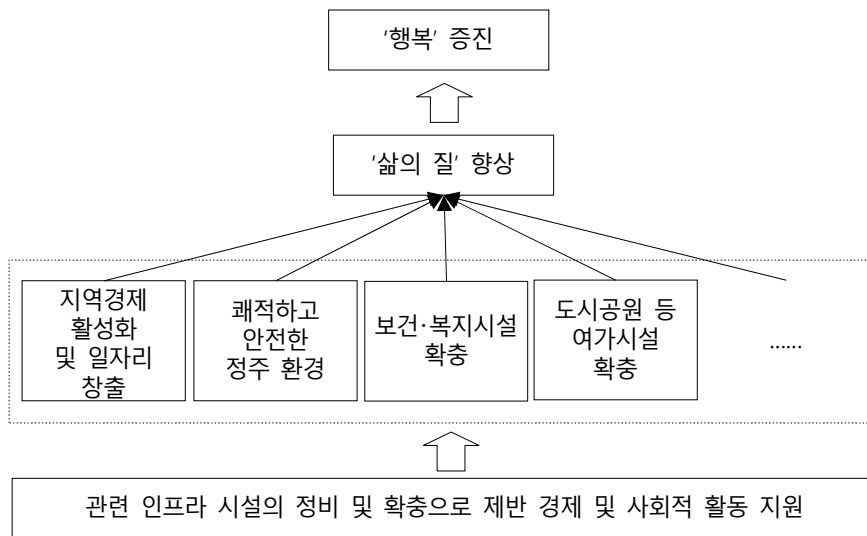 '행복' 증진
'삶의 질' 향상
지역경제
활성화
및 일자리
창출
쾌적하고
안전한
정주 환경
보건·복지시설
확충
도시공원 등
여가시설
확충
......
관련 인프라 시설의 정비 및 확충으로 제반 경제 및 사회적 활동 지원